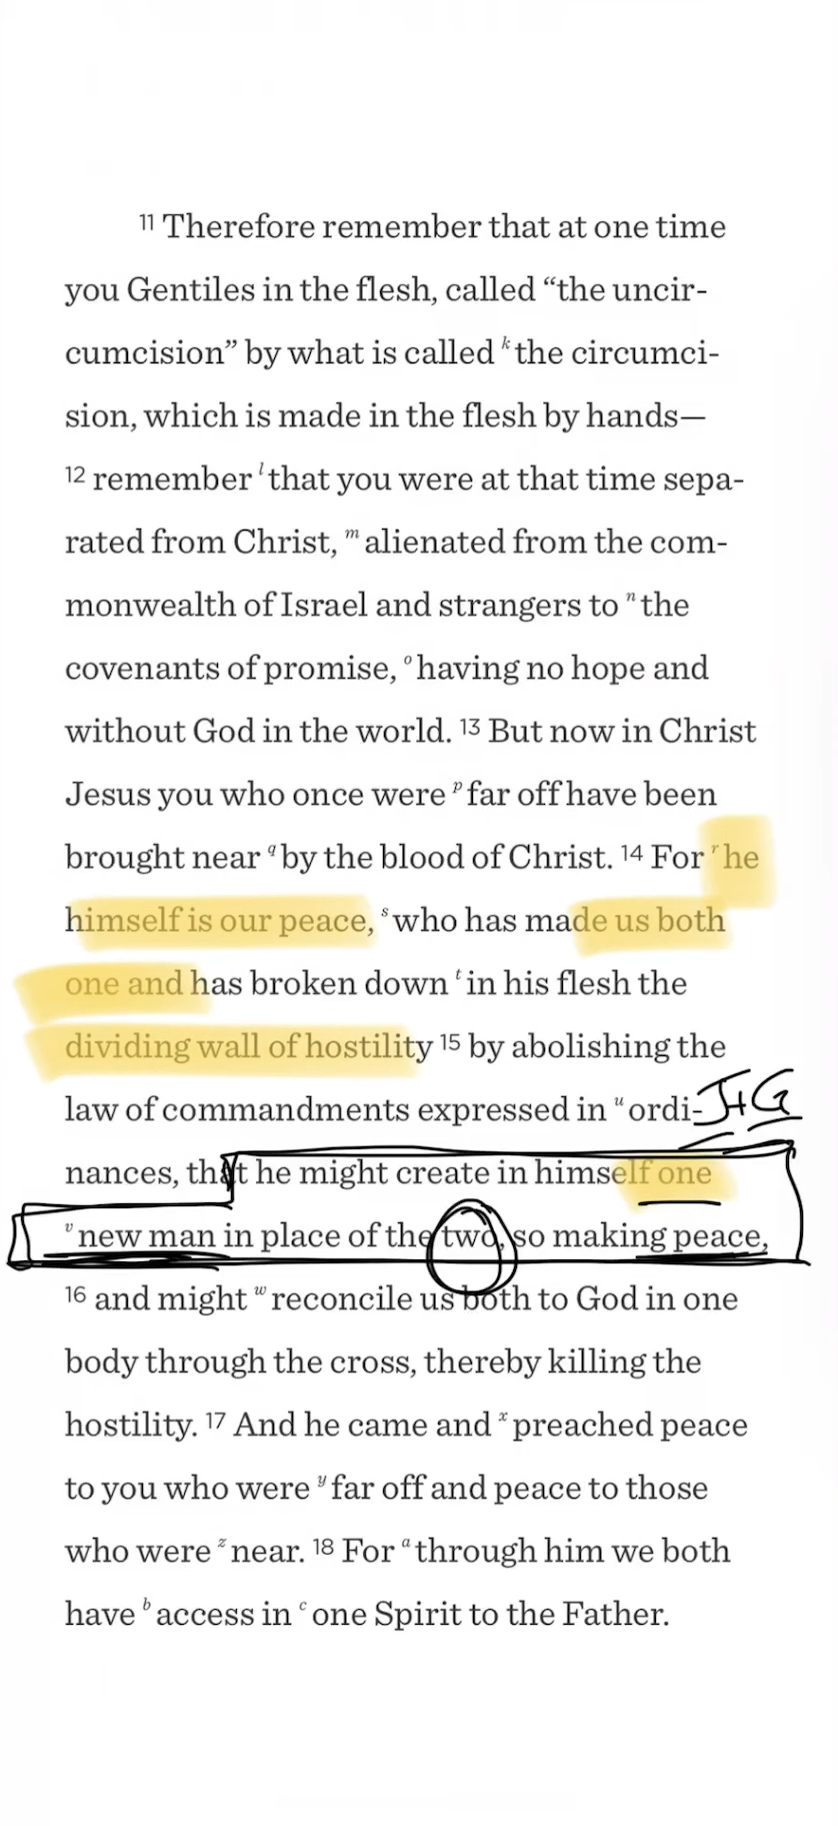 11 Therefore remember that at one time
you Gentiles in the flesh, called “the uncir-
cumcision” by what is called k the circumci-
sion, which is made in the flesh by hands—
12 remember l that you were at that time sepa-
rated from Christ, m alienated from the com-
monwealth of Israel and strangers to n the
covenants of promise, o having no hope and
without God in the world. 13 But now in Christ
Jesus you who once were p far off have been
brought near q by the blood of Christ. 14 For r he
himself is our peace, s who has made us both
one and has broken down t in his flesh the
dividing wall of hostility 15 by abolishing the
law of commandments expressed in u ordi- J+G
nances, that he might create in himself one
v new man in place of the two, so making peace,
16 and might w reconcile us both to God in one
body through the cross, thereby killing the
hostility. 17 And he came and x preached peace
to you who were y far off and peace to those
who were z near. 18 For a through him we both
have b access in c one Spirit to the Father.